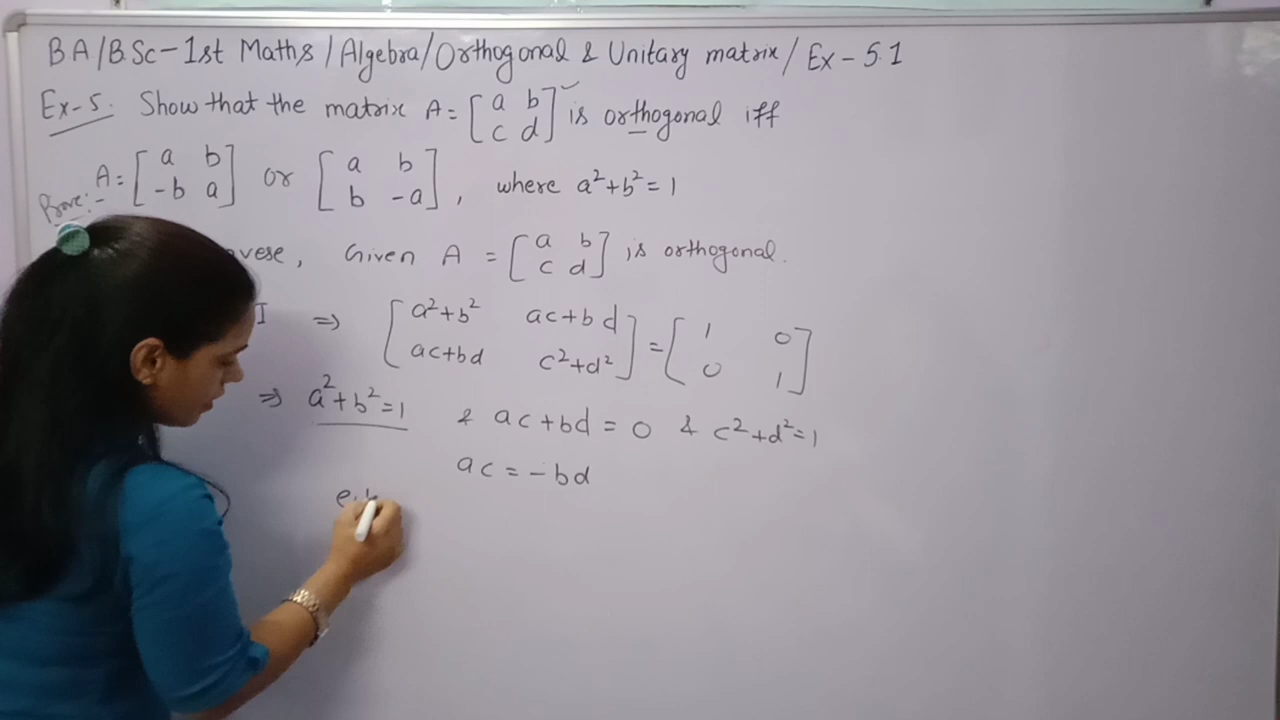 BA/BSc-1st Maths/Algebra/Orthogonal & Unitary matrix/Ex-5.1
Ex-5. Show that the matrix A = [a b; c d] is orthogonal iff
A = [a b; -b a] or [a b; b -a], where a²+b²=1
Prove:-
vese, Given A = [a b; c d] is orthogonal.
I ⇒ [a²+b² ac+bd; ac+bd c²+d²] = [1 0; 0 1]
⇒ a²+b²=1 & ac+bd=0 & c²+d²=1
ac = -bd